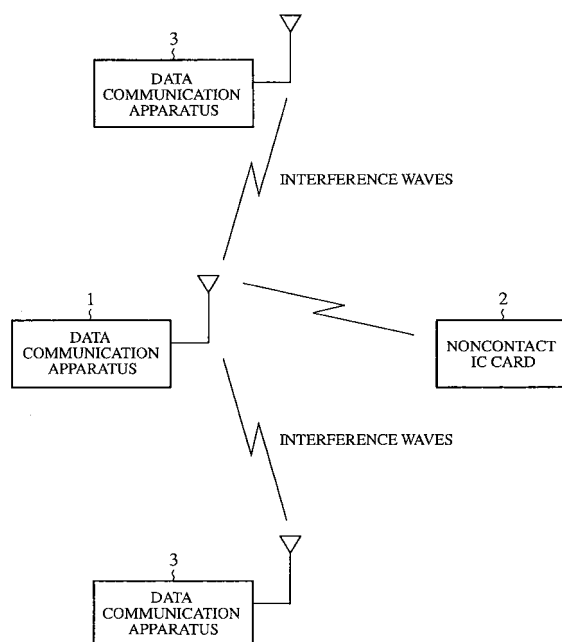 3
DATA
COMMUNICATION
APPARATUS
INTERFERENCE WAVES
1
DATA
COMMUNICATION
APPARATUS
2
NONCONTACT
IC CARD
INTERFERENCE WAVES
3
DATA
COMMUNICATION
APPARATUS